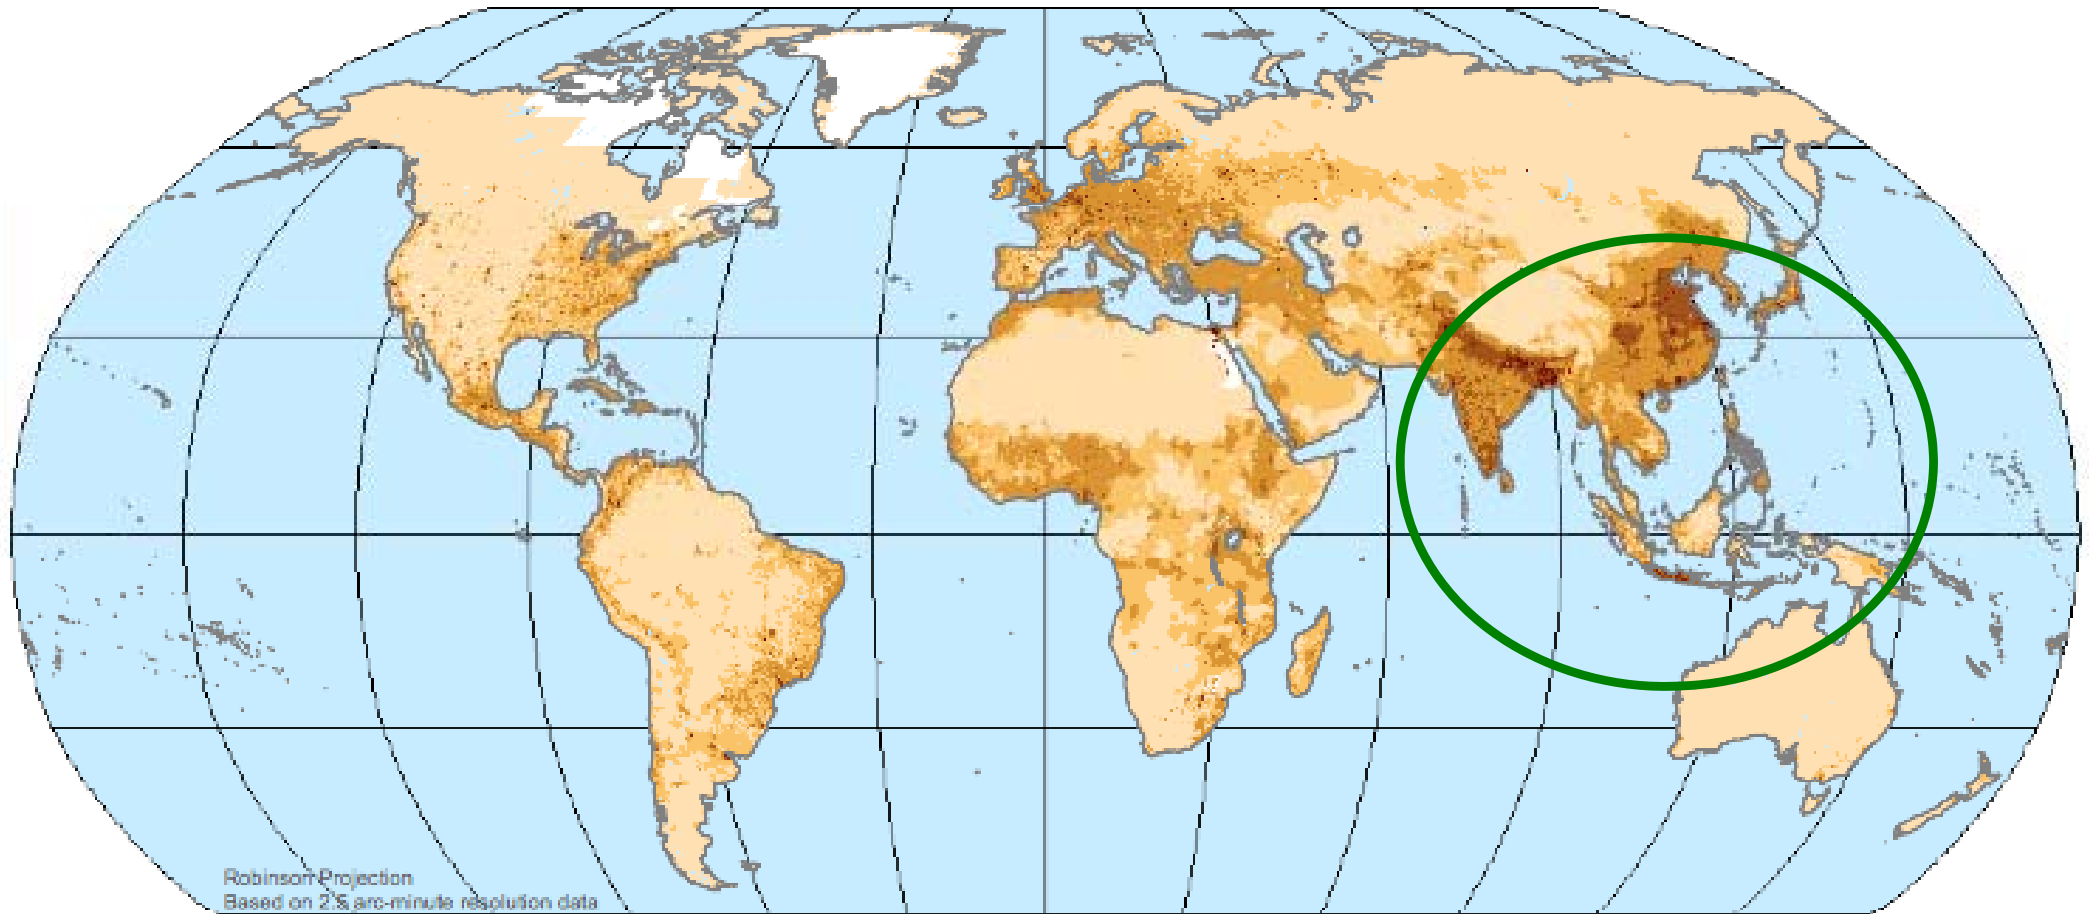 Robinson Projection
Based on 2.5 arc-minute resolution data